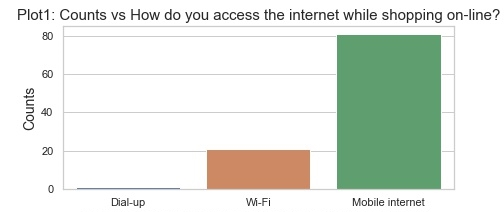 Plot1: Counts vs How do you access the internet while shopping on-line?
80
60
40
20
0
Counts
Dial-up Wi-Fi Mobile internet